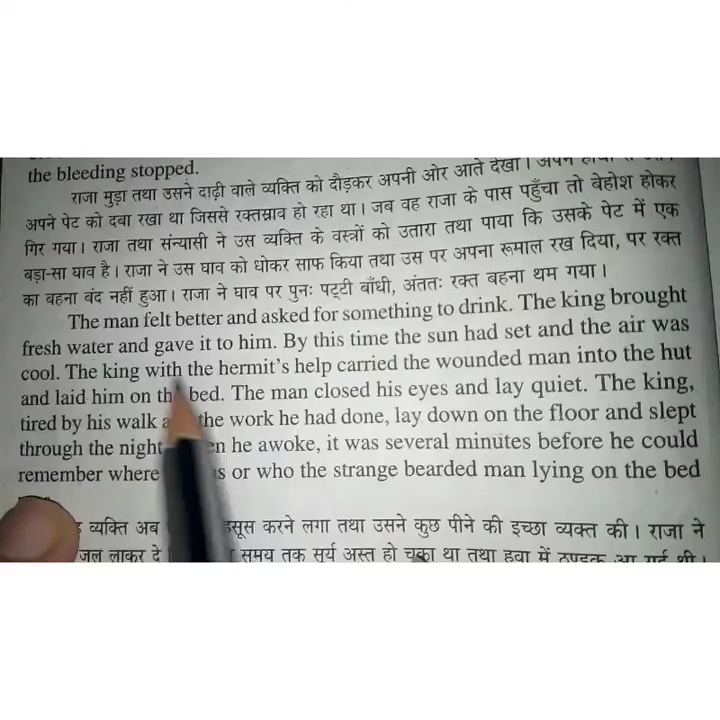 the bleeding stopped.
राजा मुड़ा तथा उसने दाढ़ी वाले व्यक्ति को दौड़कर अपनी ओर आते देखा। अपने
अपने पेट को दबा रखा था जिससे रक्तस्राव हो रहा था। जब वह राजा के पास पहुँचा तो बेहोश होकर
गिर गया। राजा तथा संन्यासी ने उस व्यक्ति के वस्त्रों को उतारा तथा पाया कि उसके पेट में एक
बड़ा-सा घाव है। राजा ने उस घाव को धोकर साफ किया तथा उस पर अपना रूमाल रख दिया, पर रक्त
का बहना बंद नहीं हुआ। राजा ने घाव पर पुनः पट्टी बाँधी, अंततः रक्त बहना थम गया।
The man felt better and asked for something to drink. The king brought
fresh water and gave it to him. By this time the sun had set and the air was
cool. The king with the hermit's help carried the wounded man into the hut
and laid him on the bed. The man closed his eyes and lay quiet. The king,
tired by his walk the work he had done, lay down on the floor and slept
through the night he awoke, it was several minutes before he could
remember where or who the strange bearded man lying on the bed
व्यक्ति अब करने लगा तथा उसने कुछ पीने की इच्छा व्यक्त की। राजा ने
जल लाकर समय तक सूर्य अस्त हो चुका था तथा हवा में ठण्डक आ गई थी।